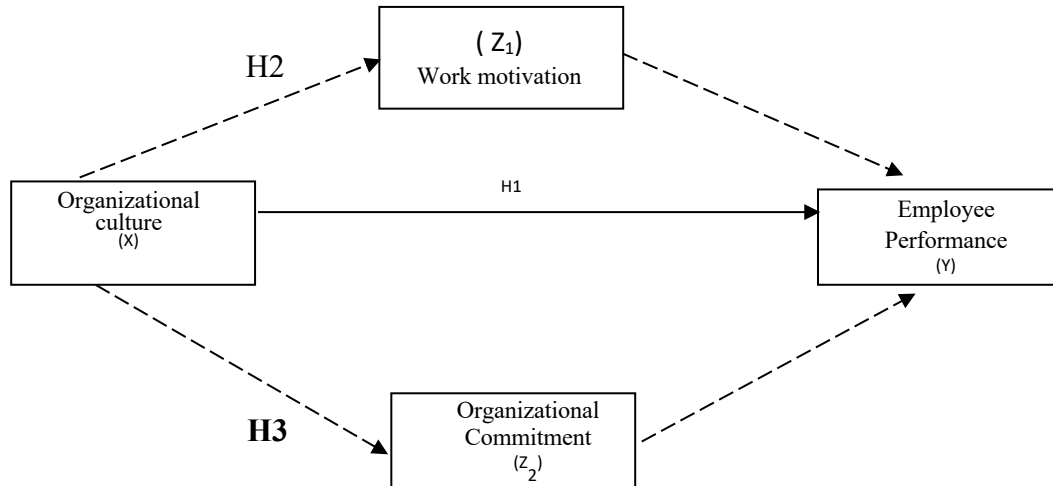 ( Z₁)
Work motivation
H2
H1
Organizational
culture
(X)
Employee
Performance
(Y)
H3
Organizational
Commitment
(Z₂)